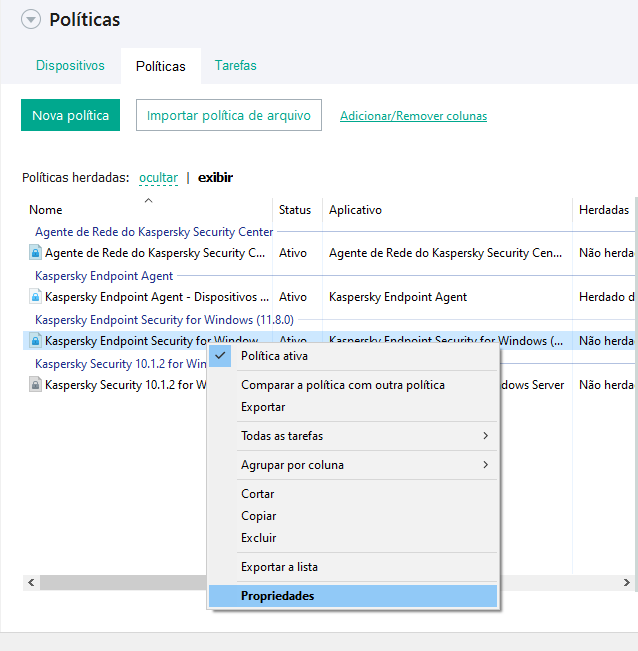 Políticas
Dispositivos Políticas Tarefas
Nova política Importar política de arquivo Adicionar/Remover colunas
Políticas herdadas: ocultar | exibir
Nome Status Aplicativo Herdadas
Agente de Rede do Kaspersky Security Center
Agente de Rede do Kaspersky Security C... Ativo Agente de Rede do Kaspersky Security Cen... Não herda
Kaspersky Endpoint Agent
Kaspersky Endpoint Agent - Dispositivos ... Ativo Kaspersky Endpoint Agent Herdado d
Kaspersky Endpoint Security for Windows (11.8.0)
Kaspersky Endpoint Security for Window... Ativo Kaspersky Endpoint Security for Windows (... Não herda
Kaspersky Security 10.1.2 for Win
Kaspersky Security 10.1.2 for W dows Server Não herda
Política ativa
Comparar a política com outra política
Exportar
Todas as tarefas
Agrupar por coluna
Cortar
Copiar
Excluir
Exportar a lista
Propriedades